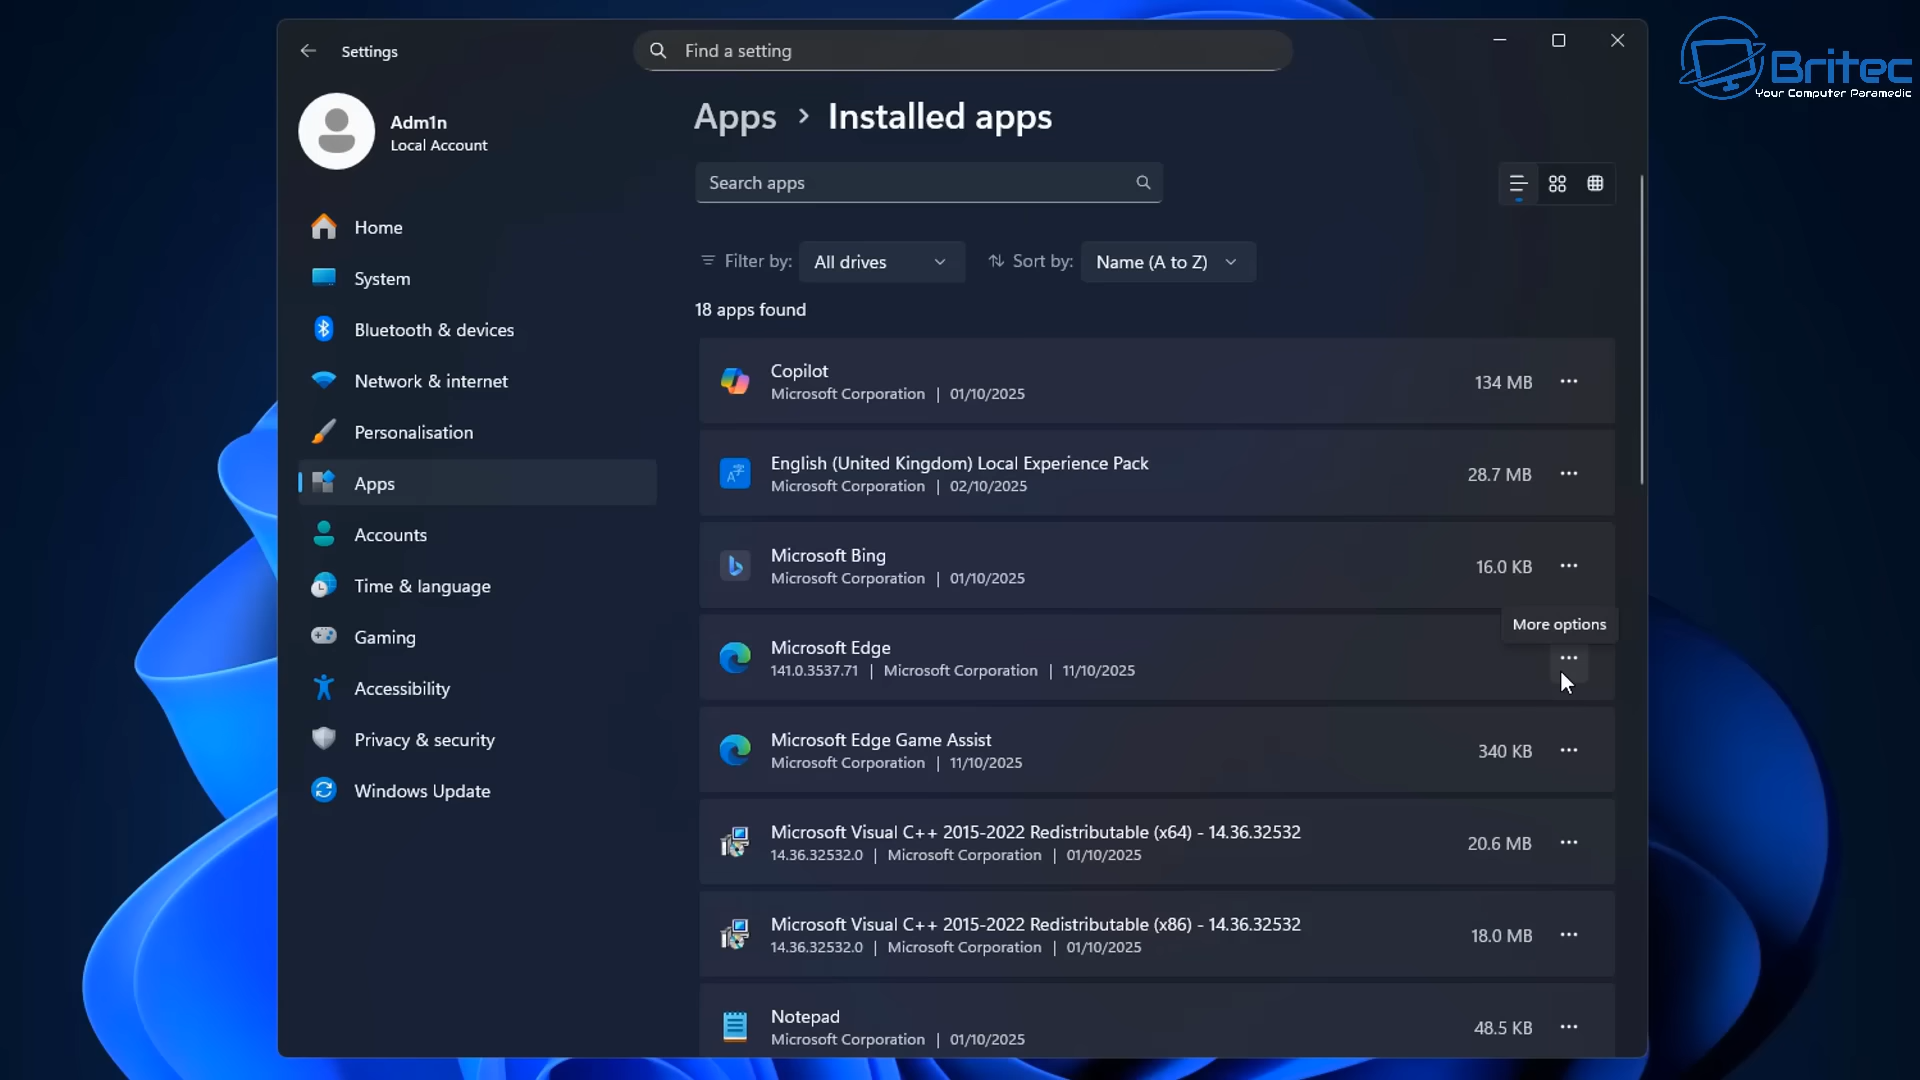 Settings
Find a setting
Britec
Your Computer Paramedic
Adm1n
Local Account
Home
System
Bluetooth & devices
Network & internet
Personalisation
Apps
Accounts
Time & language
Gaming
Accessibility
Privacy & security
Windows Update
Apps > Installed apps
Search apps
Filter by: All drives Sort by: Name (A to Z)
18 apps found
Copilot
Microsoft Corporation | 01/10/2025
134 MB
English (United Kingdom) Local Experience Pack
Microsoft Corporation | 02/10/2025
28.7 MB
Microsoft Bing
Microsoft Corporation | 01/10/2025
16.0 KB
More options
Microsoft Edge
141.0.3537.71 | Microsoft Corporation | 11/10/2025
Microsoft Edge Game Assist
Microsoft Corporation | 11/10/2025
340 KB
Microsoft Visual C++ 2015-2022 Redistributable (x64) - 14.36.32532
14.36.32532.0 | Microsoft Corporation | 01/10/2025
20.6 MB
Microsoft Visual C++ 2015-2022 Redistributable (x86) - 14.36.32532
14.36.32532.0 | Microsoft Corporation | 01/10/2025
18.0 MB
Notepad
Microsoft Corporation | 01/10/2025
48.5 KB